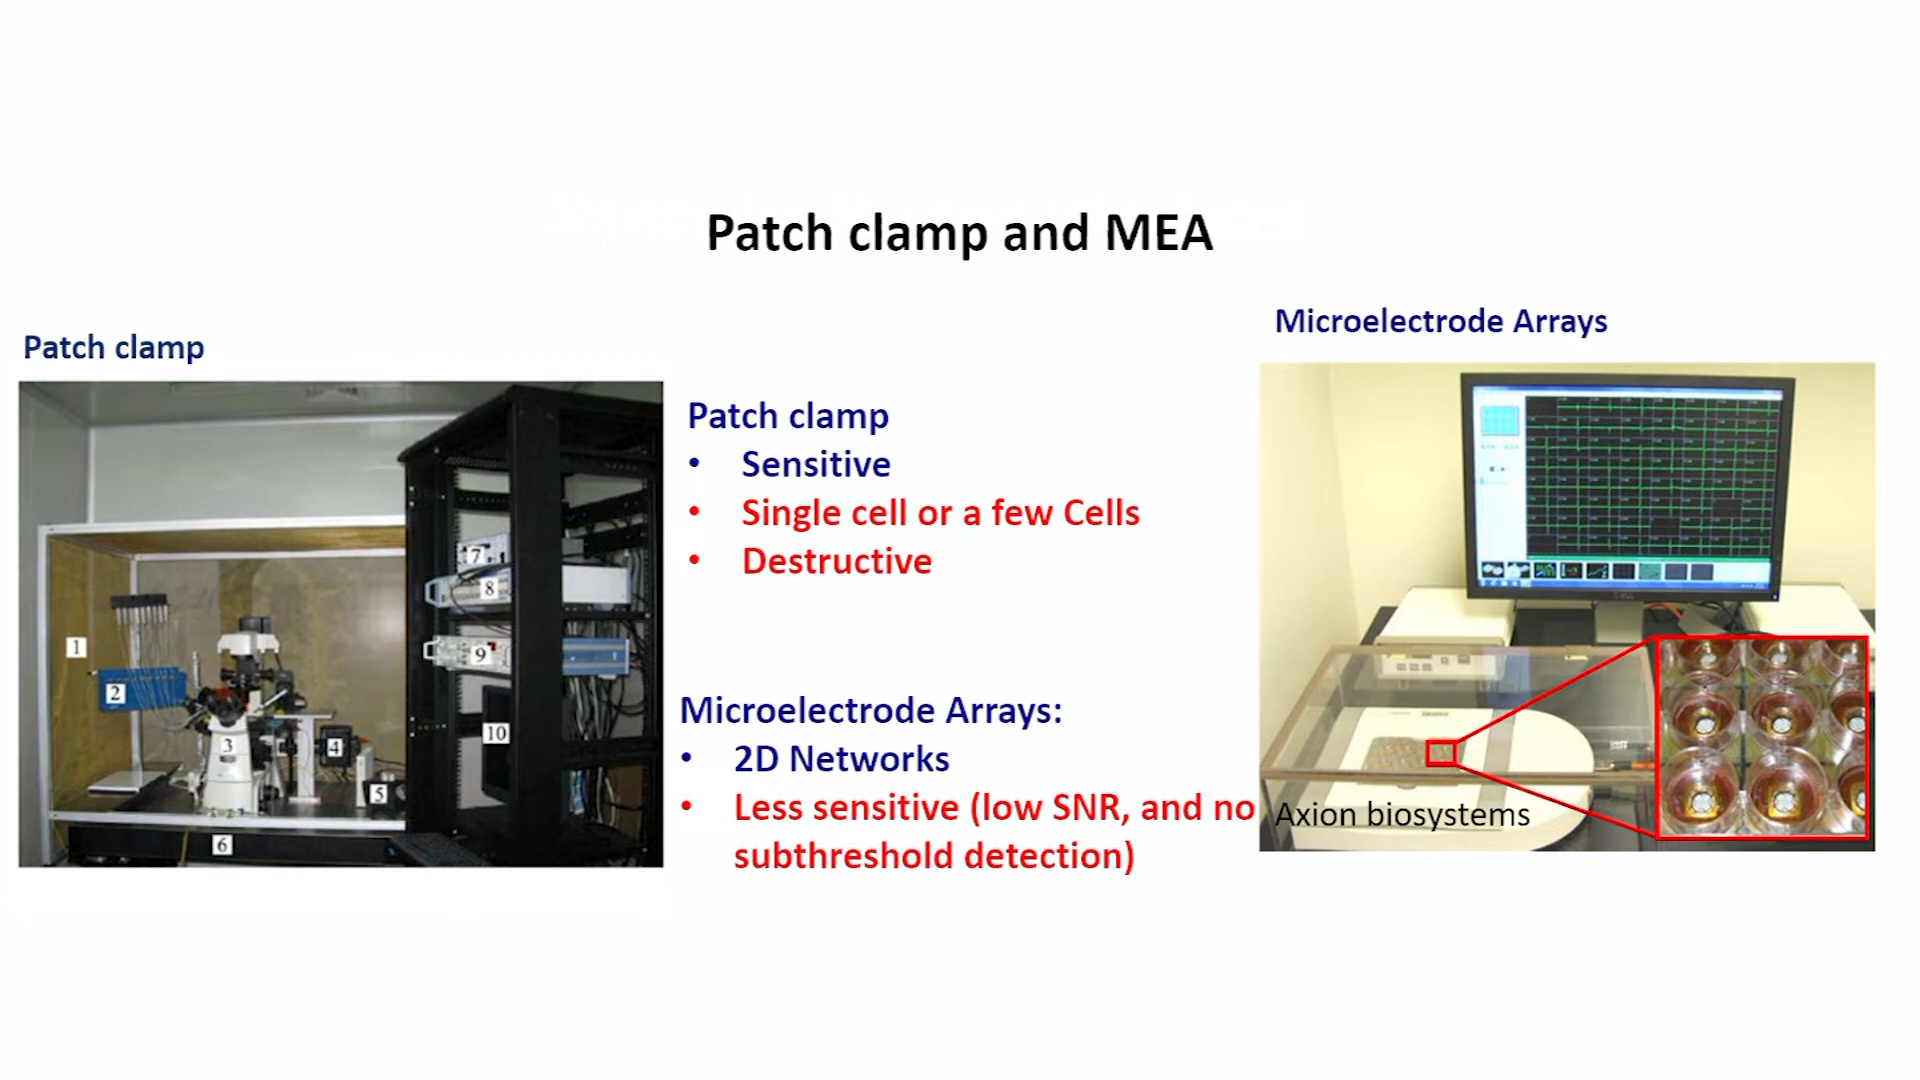 Patch clamp and MEA
Patch clamp
1
2
3
4
5
6
7
8
9
10
Patch clamp
• Sensitive
• Single cell or a few Cells
• Destructive
Microelectrode Arrays:
• 2D Networks
• Less sensitive (low SNR, and no
subthreshold detection)
Microelectrode Arrays
DELL
Axion biosystems